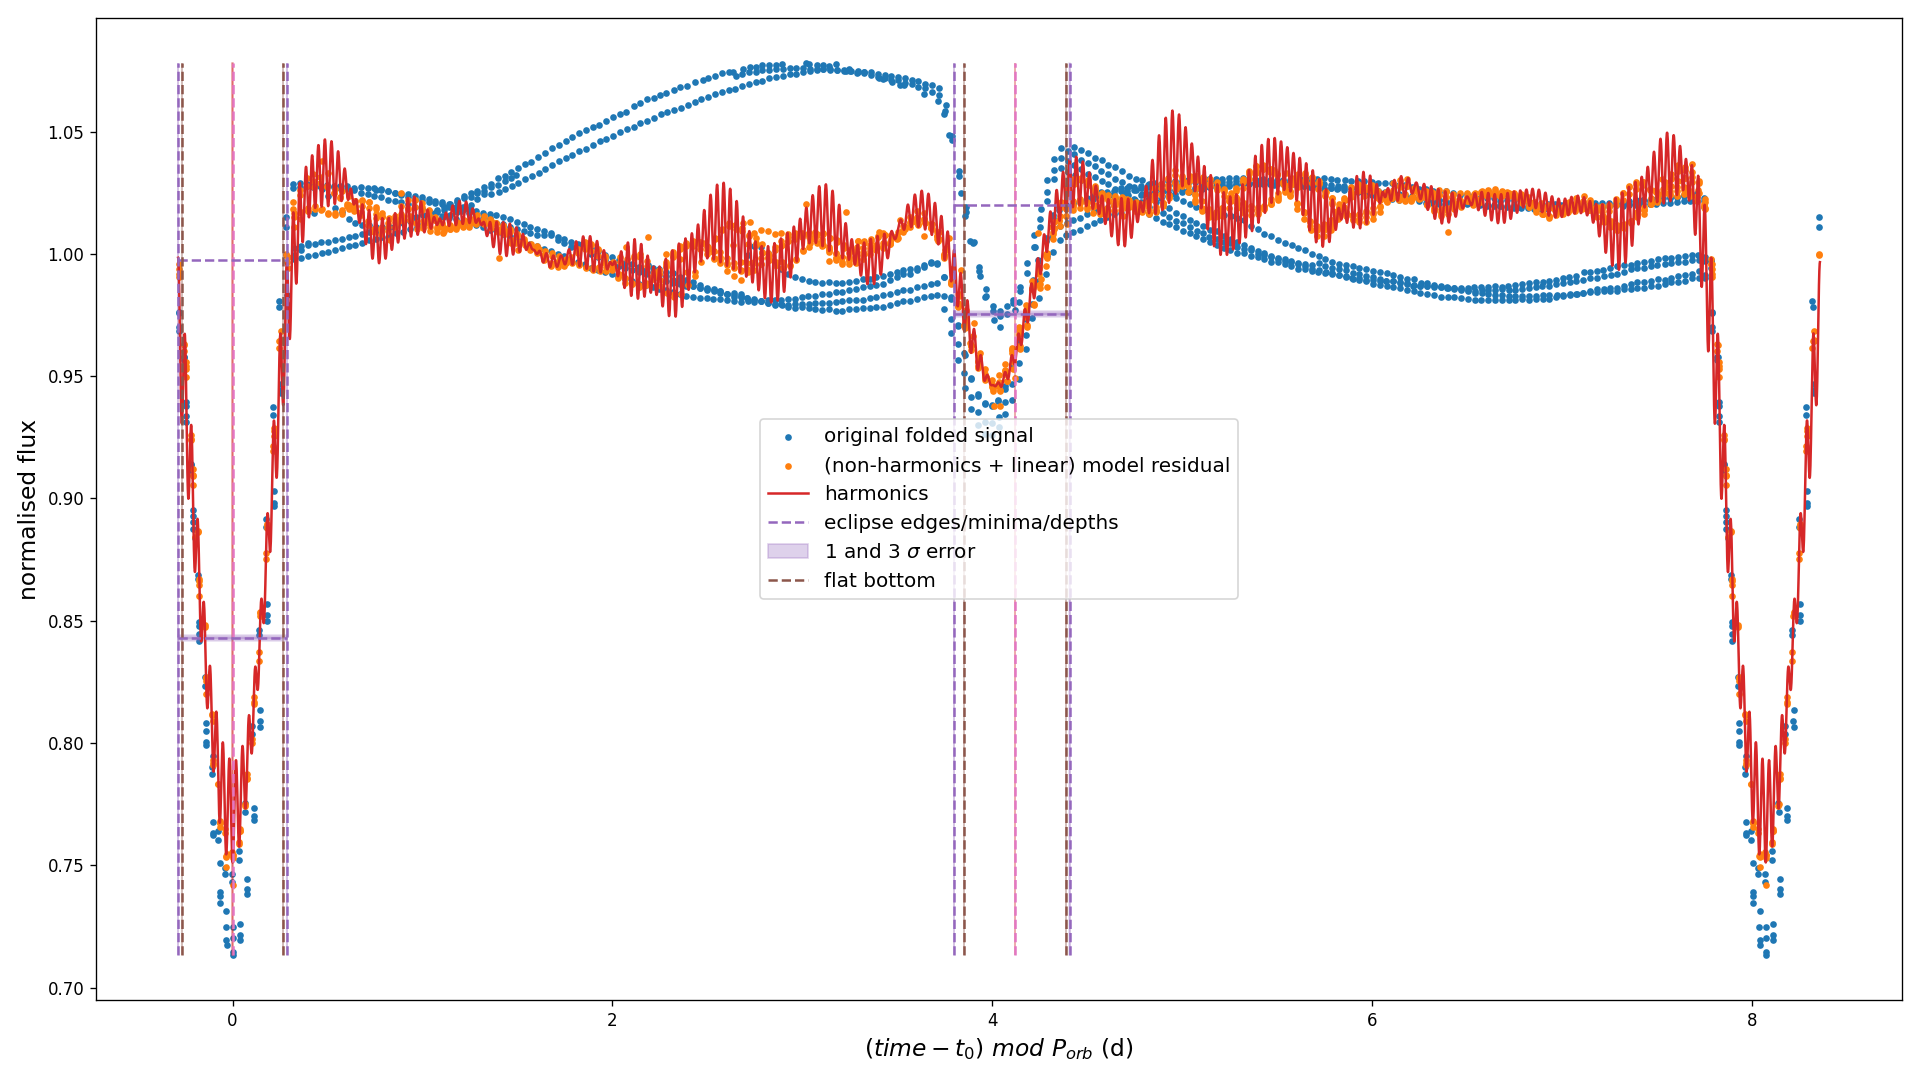 normalised flux
1.05
1.00
0.95
0.90
0.85
0.80
0.75
0.70
original folded signal
(non-harmonics + linear) model residual
harmonics
eclipse edges/minima/depths
1 and 3 σ error
flat bottom
0 2 4 6 8
(time − t₀) mod Pₒᵣb (d)